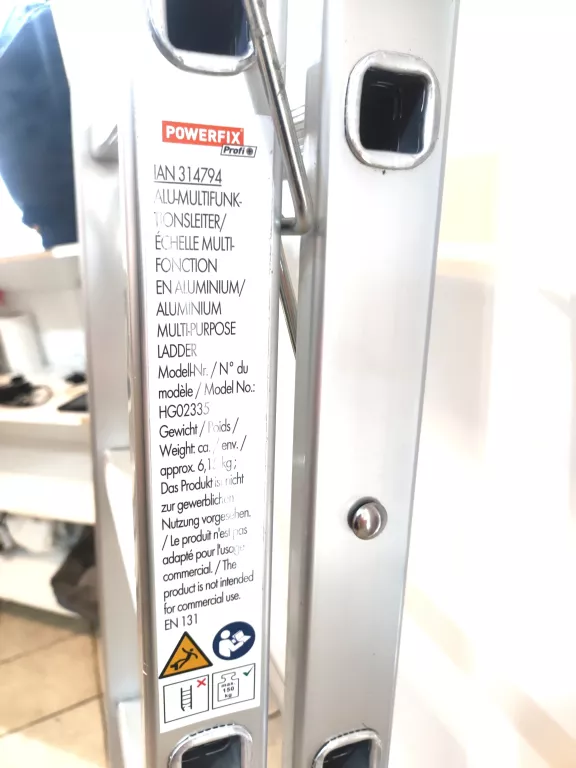 POWERFIX
Profi
IAN 314794
ALU-MULTIFUNK-
TIONSLEITER/
ÉCHELLE MULTI-
FONCTION
EN ALUMINIUM/
ALUMINIUM
MULTI-PURPOSE
LADDER
Modell-Nr. / N° du
modèle / Model No.:
HG02335
Gewicht / Poids /
Weight: ca. / env. /
approx. kg ;
Das Produkt ist nicht
zur gewerblichen
Nutzung vorgesehen.
/ Le produit n'est pas
adapté pour l'usage
commercial. / The
product is not intended
for commercial use.
EN 131
max.
150
kg